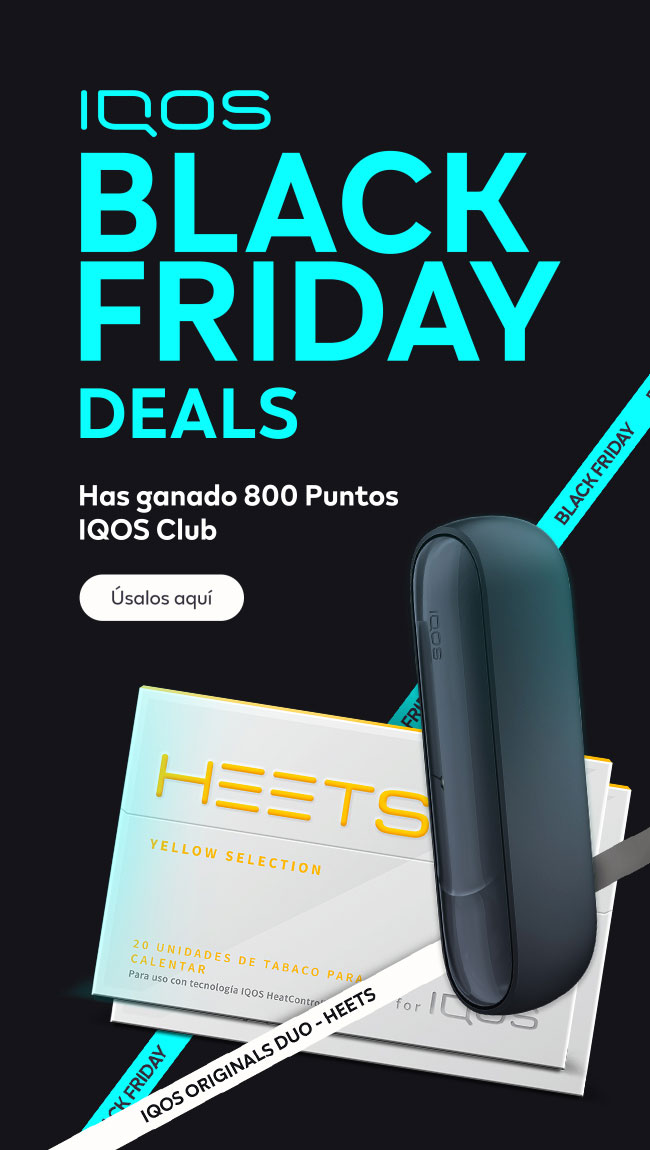 IQOS
BLACK
FRIDAY
DEALS
Has ganado 800 Puntos
IQOS Club
Úsalos aquí
BLACK FRIDAY
IQOS
HEETS
YELLOW SELECTION
20 UNIDADES DE TABACO PARA
CALENTAR
Para uso con tecnología IQOS HeatControl
for IQOS
IQOS ORIGINALS DUO - HEETS
FRIDAY